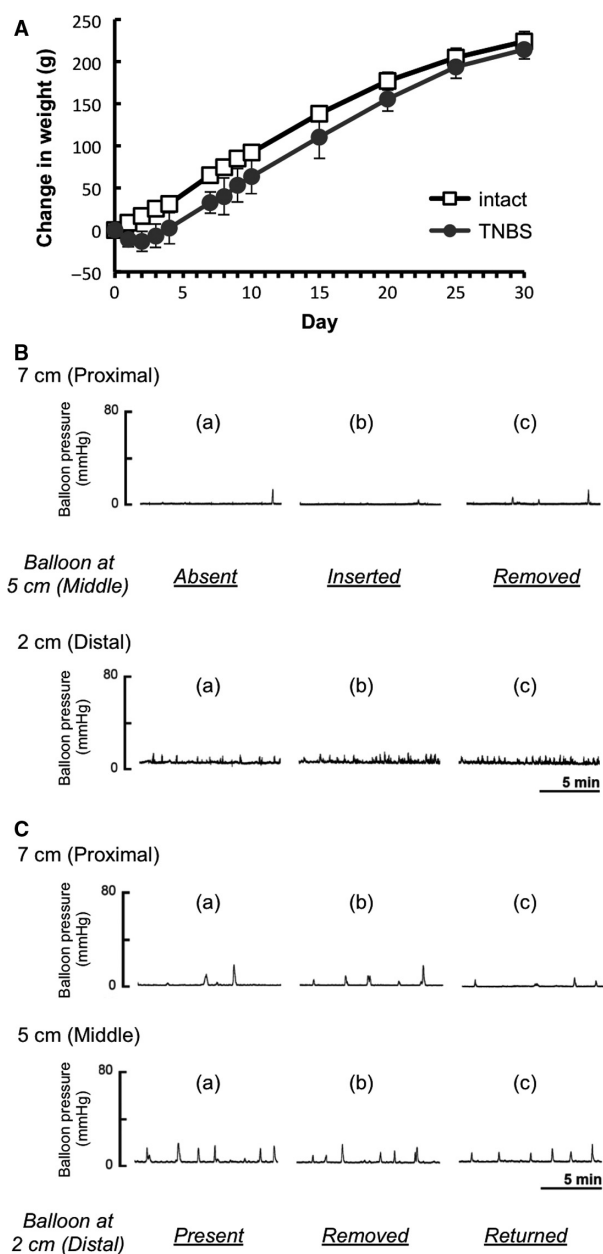 A
Change in weight (g)
250
200
150
100
50
0
−50
intact
TNBS
0 5 10 15 20 25 30
Day
B
7 cm (Proximal)
Balloon pressure
(mmHg)
80
0
(a) (b) (c)
Balloon at
5 cm (Middle)
Absent Inserted Removed
2 cm (Distal)
Balloon pressure
(mmHg)
80
0
(a) (b) (c)
5 min
C
7 cm (Proximal)
Balloon pressure
(mmHg)
80
0
(a) (b) (c)
5 cm (Middle)
Balloon pressure
(mmHg)
80
0
(a) (b) (c)
5 min
Balloon at
2 cm (Distal)
Present Removed Returned